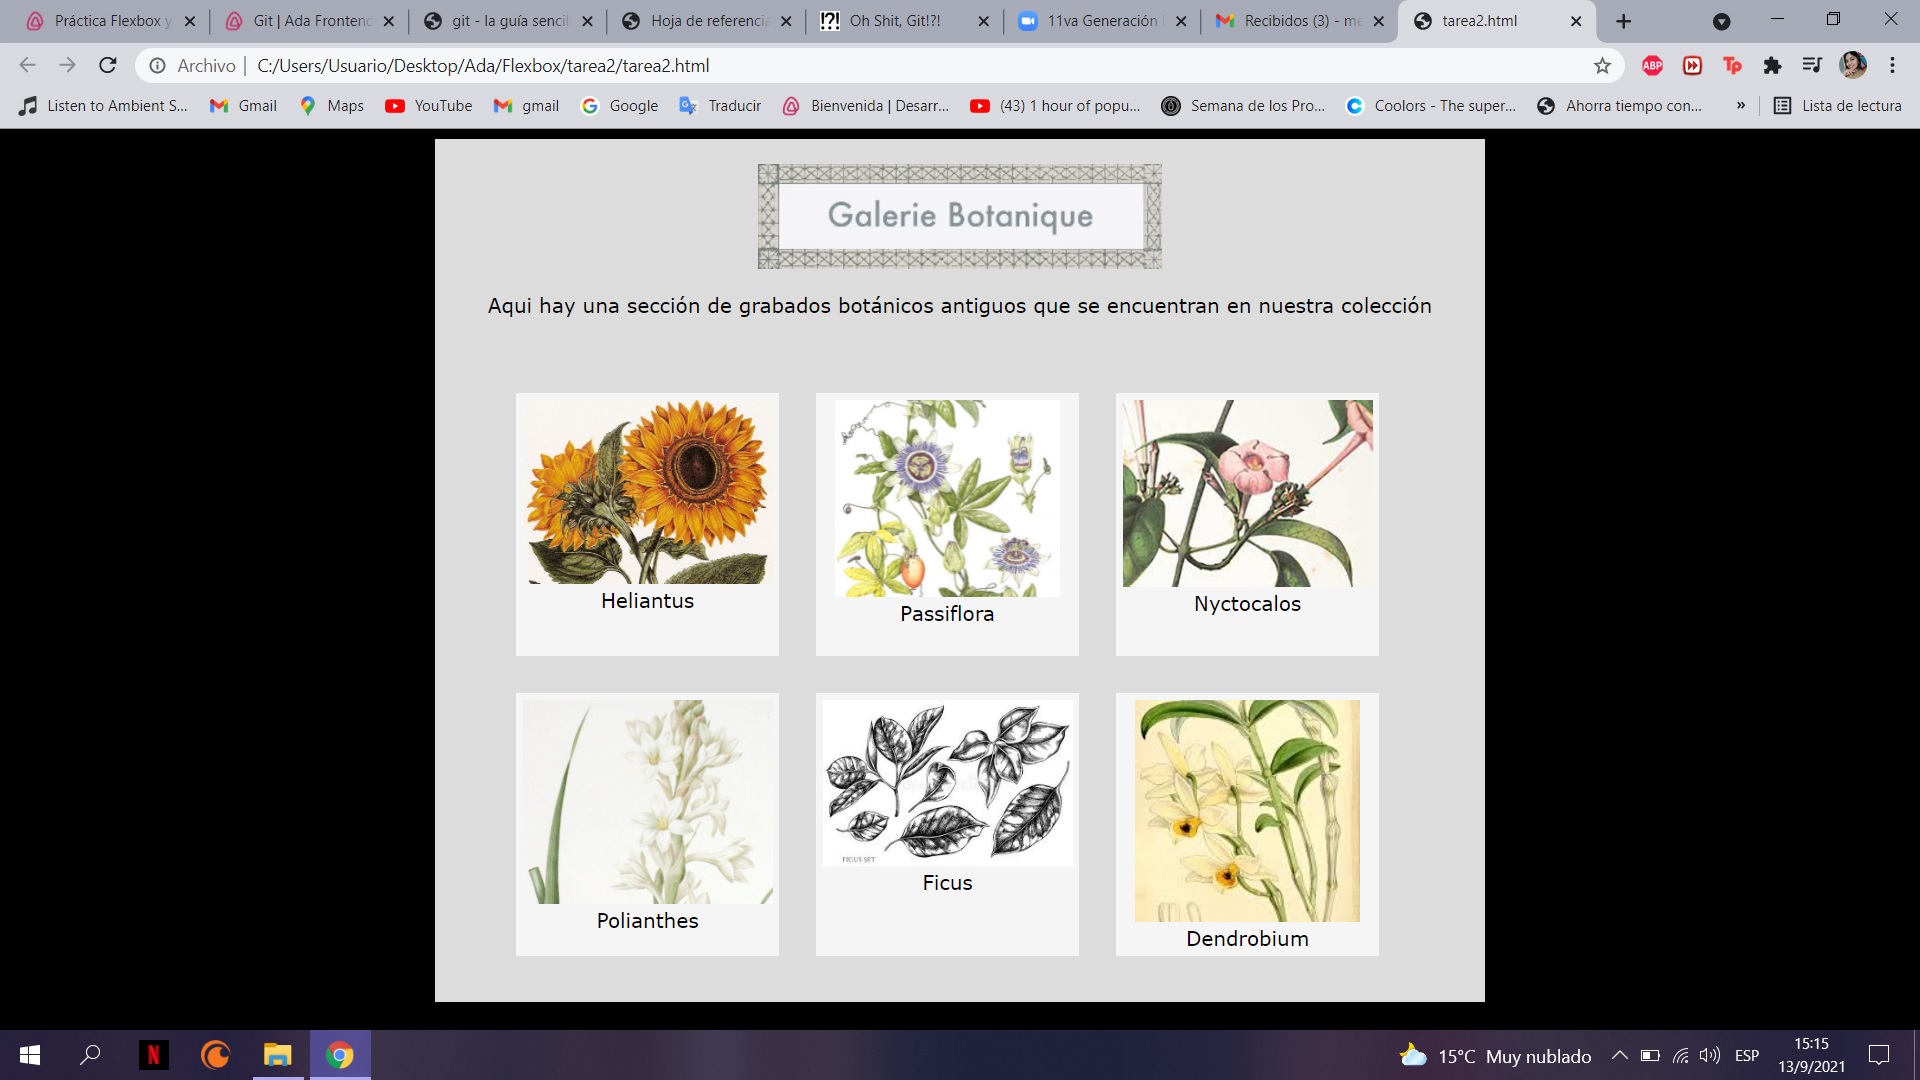 Práctica Flexbox y
Git | Ada Frontend
git - la guía sencil
Hoja de referencia
Oh Shit, Git!?!
11va Generación
Recibidos (3) - me
tarea2.html
Archivo | C:/Users/Usuario/Desktop/Ada/Flexbox/tarea2/tarea2.html
ABP
Tp
Listen to Ambient S...
Gmail
Maps
YouTube
gmail
Google
Traducir
Bienvenida | Desarr...
(43) 1 hour of popu...
Semana de los Pro...
Coolors - The super...
Ahorra tiempo con...
»
Lista de lectura
Galerie Botanique
Aqui hay una sección de grabados botánicos antiguos que se encuentran en nuestra colección
Heliantus
Passiflora
Nyctocalos
FICUS SET
Polianthes
Ficus
Dendrobium
15°C Muy nublado
ESP
15:15
13/9/2021